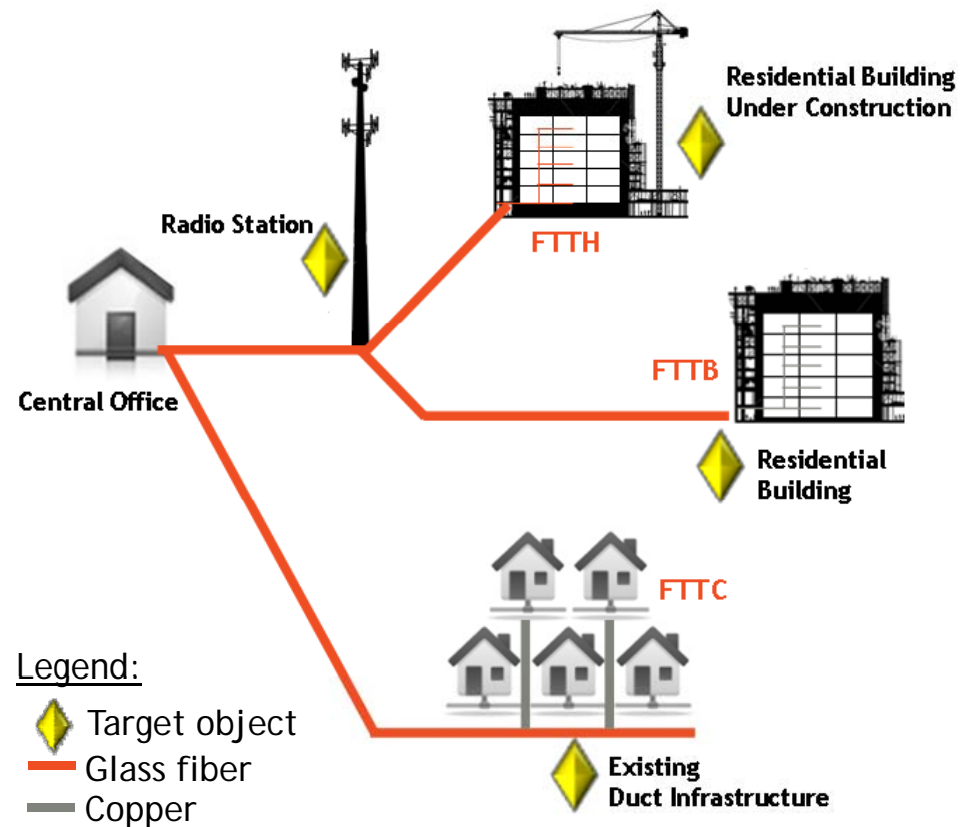 Residential Building
Under Construction
Radio Station
FTTH
FTTB
Central Office
Residential
Building
FTTC
Legend:
Target object
Glass fiber
Copper
Existing
Duct Infrastructure